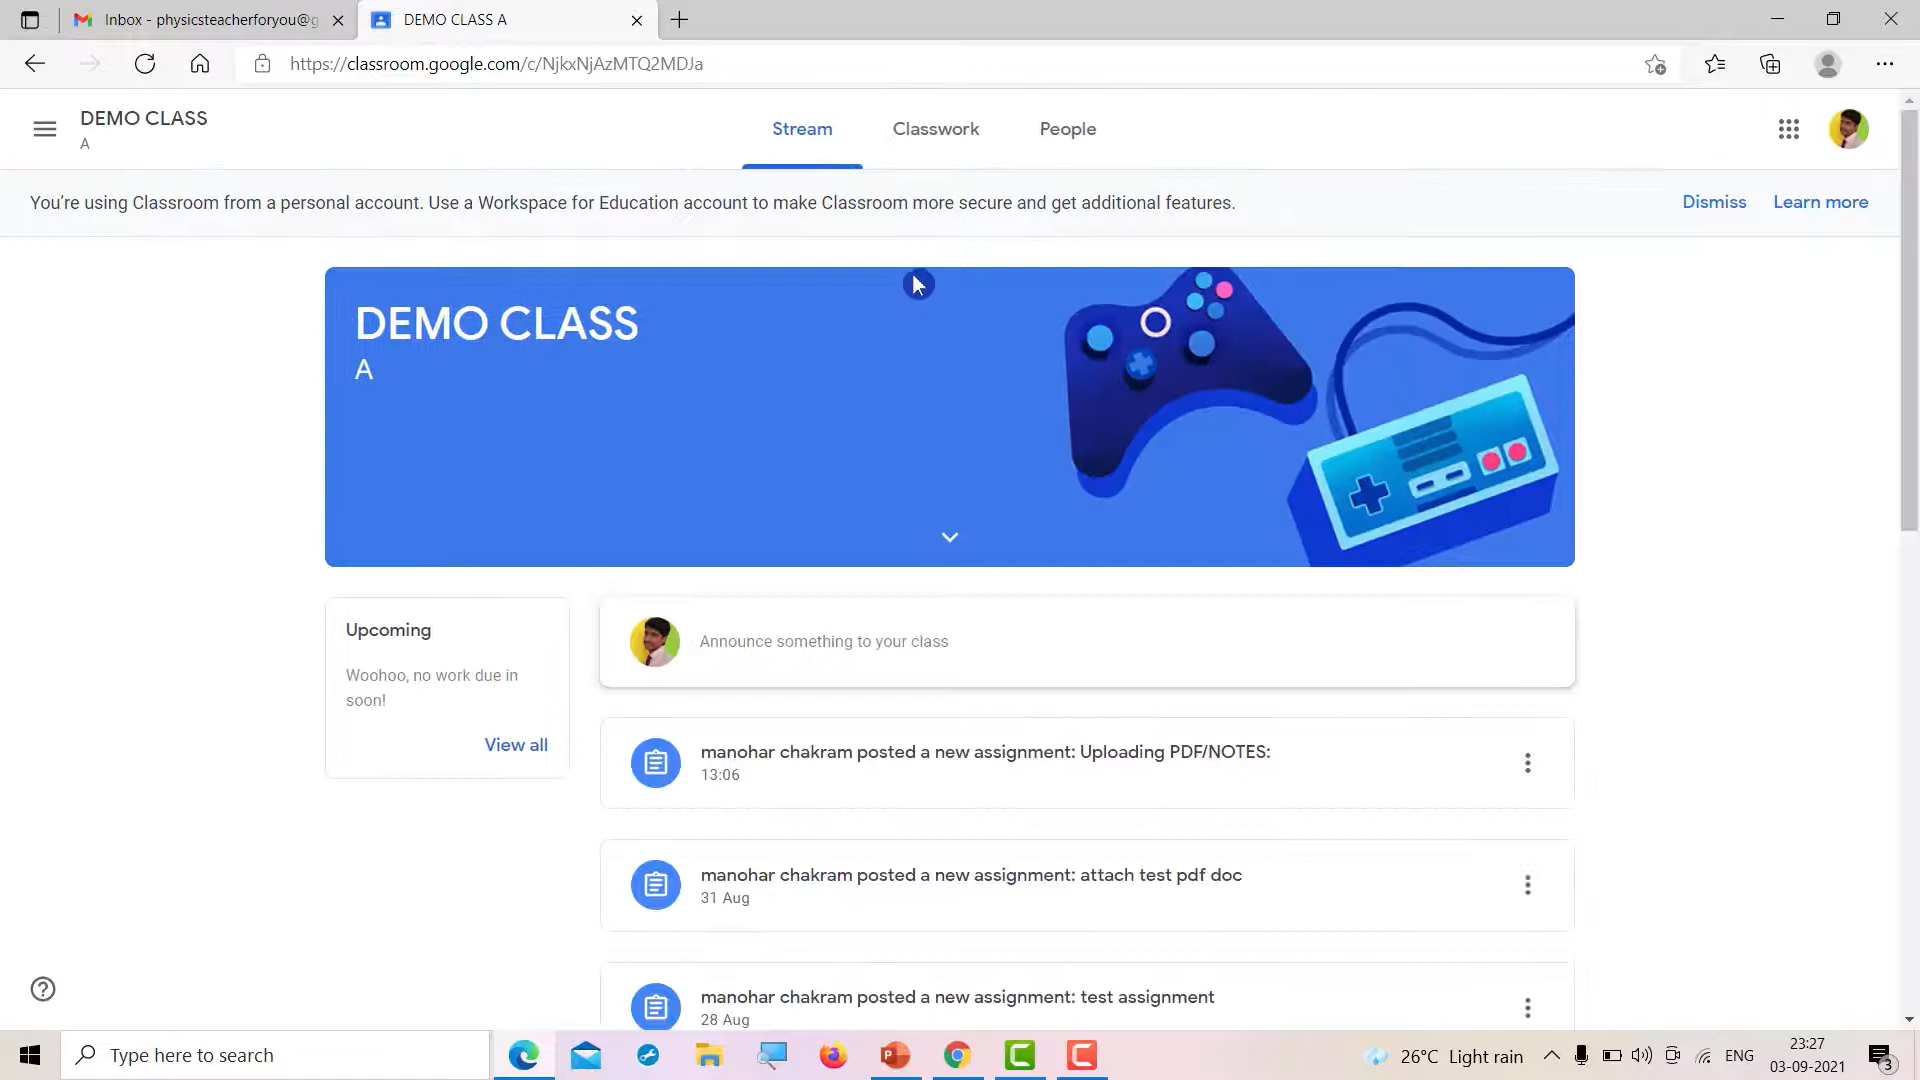 Inbox - physicsteacherforyou@g
DEMO CLASS A
https://classroom.google.com/c/NjkxNjAzMTQ2MDJa
DEMO CLASS
A
Stream
Classwork
People
You're using Classroom from a personal account. Use a Workspace for Education account to make Classroom more secure and get additional features.
Dismiss
Learn more
DEMO CLASS
A
Upcoming
Woohoo, no work due in
soon!
View all
Announce something to your class
manohar chakram posted a new assignment: Uploading PDF/NOTES:
13:06
manohar chakram posted a new assignment: attach test pdf doc
31 Aug
manohar chakram posted a new assignment: test assignment
28 Aug
Type here to search
26°C Light rain
ENG
23:27
03-09-2021
3